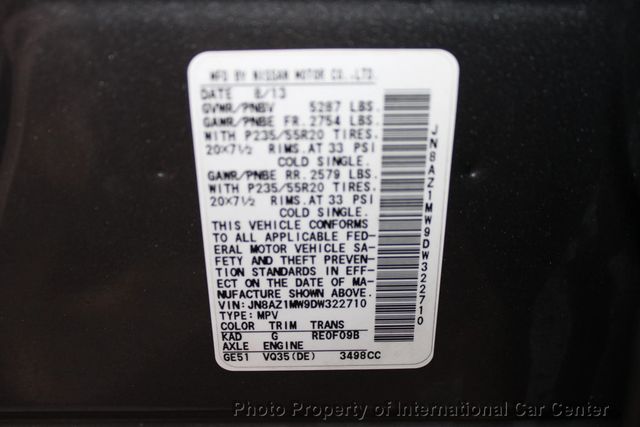 MFD BY NISSAN MOTOR CO.,LTD.
DATE 8/13
GVWR/PNBV 5287 LBS.
GAWR/PNBE FR. 2754 LBS.
WITH P235/55R20 TIRES.
20×7½ RIMS.AT 33 PSI
COLD SINGLE.
GAWR/PNBE RR. 2579 LBS.
WITH P235/55R20 TIRES.
20×7½ RIMS.AT 33 PSI
COLD SINGLE.
THIS VEHICLE CONFORMS
TO ALL APPLICABLE FED-
ERAL MOTOR VEHICLE SA-
FETY AND THEFT PREVEN-
TION STANDARDS IN EFF-
ECT ON THE DATE OF MA-
NUFACTURE SHOWN ABOVE.
VIN:JN8AZ1MW9DW322710
TYPE:MPV
COLOR TRIM TRANS
KAD G RE0F09B
AXLE ENGINE
GE51 VQ35(DE) 3498CC
JN8AZ1MW9DW322710
Photo Property of International Car Center